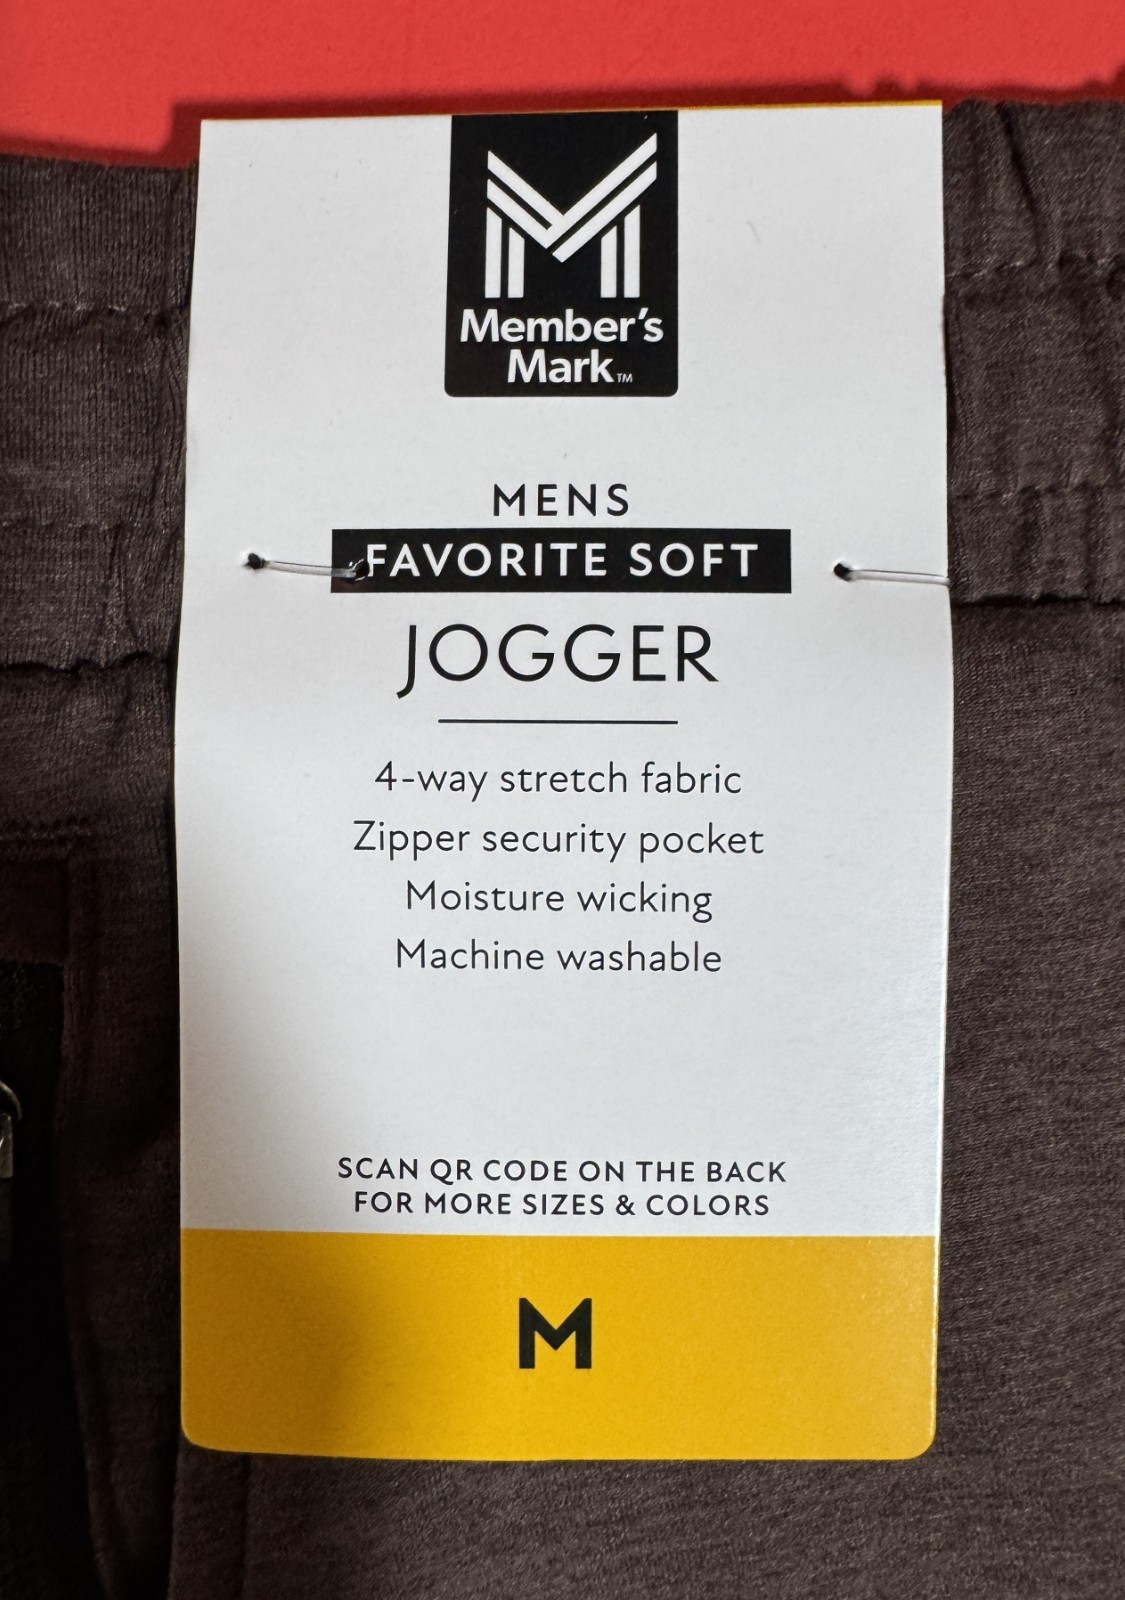 Member's
Mark™
MENS
FAVORITE SOFT
JOGGER
4-way stretch fabric
Zipper security pocket
Moisture wicking
Machine washable
SCAN QR CODE ON THE BACK
FOR MORE SIZES & COLORS
M